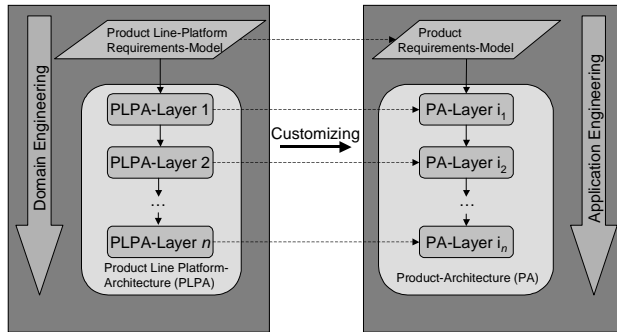 Domain Engineering
Product Line-Platform
Requirements-Model
PLPA-Layer 1
PLPA-Layer 2
...
PLPA-Layer n
Product Line Platform-
Architecture (PLPA)
Customizing
Product
Requirements-Model
PA-Layer i1
PA-Layer i2
...
PA-Layer in
Product-Architecture (PA)
Application Engineering